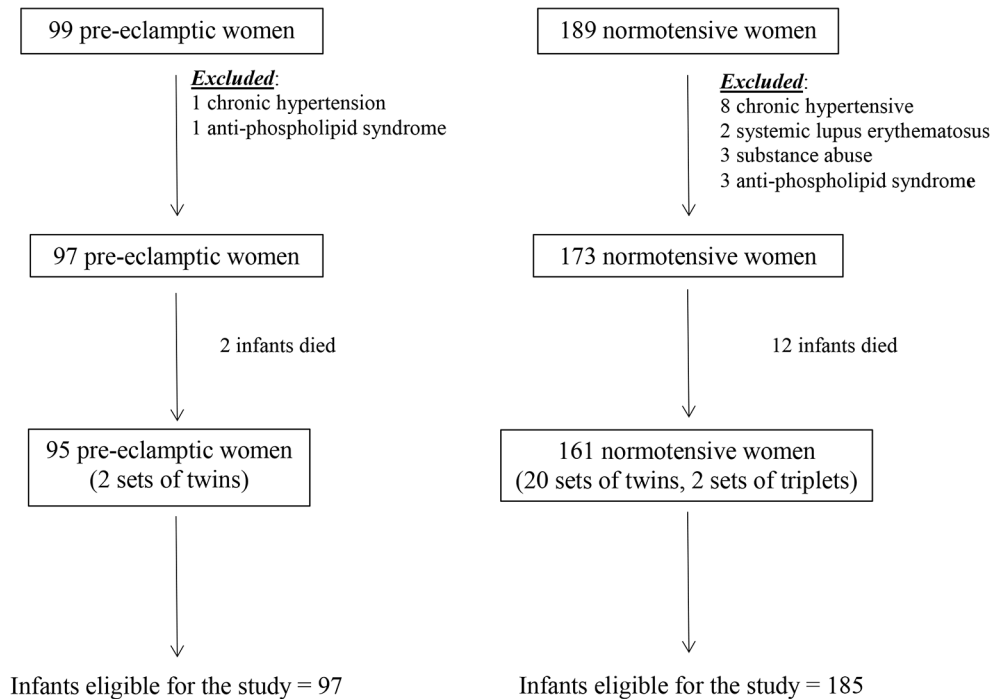 99 pre-eclamptic women
Excluded:
1 chronic hypertension
1 anti-phospholipid syndrome
97 pre-eclamptic women
2 infants died
95 pre-eclamptic women
(2 sets of twins)
Infants eligible for the study = 97
189 normotensive women
Excluded:
8 chronic hypertensive
2 systemic lupus erythematosus
3 substance abuse
3 anti-phospholipid syndrome
173 normotensive women
12 infants died
161 normotensive women
(20 sets of twins, 2 sets of triplets)
Infants eligible for the study = 185